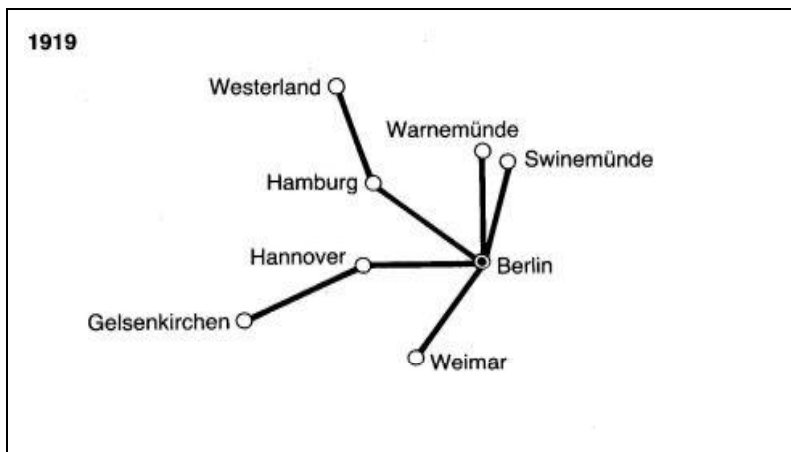 1919
Westerland
Warnemünde
Swinemünde
Hamburg
Hannover
Berlin
Gelsenkirchen
Weimar